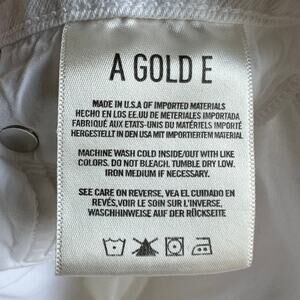 A GOLD E
MADE IN U.S.A OF IMPORTED MATERIALS
HECHO EN LOS EE.UU DE METERIALES IMPORTADA
FABRIQUÉ AUX ETATS-UNIS DU MATÉRIELS IMPORTÉ
HERGESTELLT IN DEN USA MIT IMPORTIERTEM MATERIAL
MACHINE WASH COLD INSIDE/OUT WITH LIKE
COLORS. DO NOT BLEACH. TUMBLE DRY LOW.
IRON MEDIUM IF NECESSARY.
SEE CARE ON REVERSE, VEA EL CUIDADO EN
REVÉS,VOIR LE SOIN SUR L'INVERSE,
WASCHHINWEISE AUF DER RÜCKSEITE